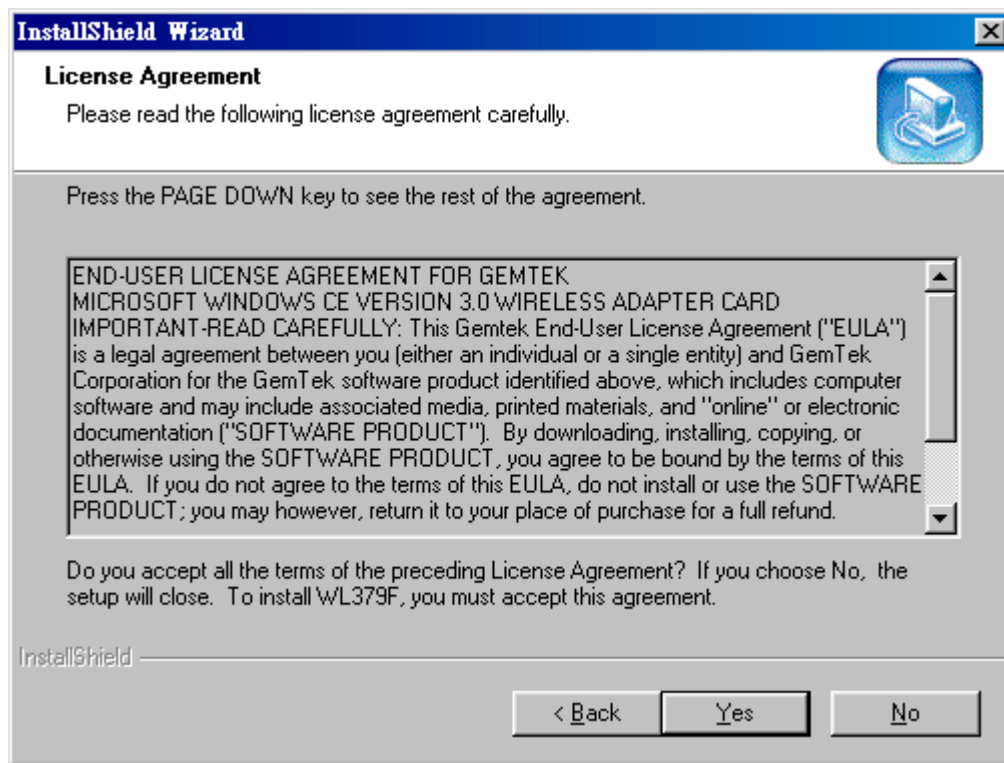 InstallShield Wizard
License Agreement
Please read the following license agreement carefully.
Press the PAGE DOWN key to see the rest of the agreement.
END-USER LICENSE AGREEMENT FOR GEMTEK
MICROSOFT WINDOWS CE VERSION 3.0 WIRELESS ADAPTER CARD
IMPORTANT-READ CAREFULLY: This Gemtek End-User License Agreement ("EULA")
is a legal agreement between you (either an individual or a single entity) and GemTek
Corporation for the GemTek software product identified above, which includes computer
software and may include associated media, printed materials, and "online" or electronic
documentation ("SOFTWARE PRODUCT").  By downloading, installing, copying, or
otherwise using the SOFTWARE PRODUCT, you agree to be bound by the terms of this
EULA.  If you do not agree to the terms of this EULA, do not install or use the SOFTWARE
PRODUCT; you may however, return it to your place of purchase for a full refund.
Do you accept all the terms of the preceding License Agreement?  If you choose No,  the
setup will close.  To install WL379F, you must accept this agreement.
InstallShield
< Back
Yes
No